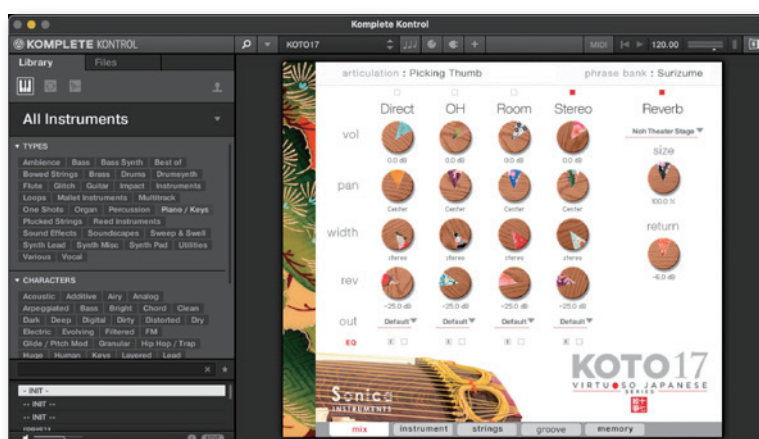 Komplete Kontrol
KOMPLETE KONTROL
KOTO17
MIDI
120.00
Library Files
All Instruments
TYPES
Ambience Bass Bass Synth Best of
Bowed Strings Brass Drums Drumsynth
Flute Glitch Guitar Impact Instruments
Loops Mallet Instruments Multitrack
One Shots Organ Percussion Piano / Keys
Plucked Strings Reed Instruments
Sound Effects Soundscapes Sweep & Swell
Synth Lead Synth Misc Synth Pad Utilities
Various Vocal
CHARACTERS
Acoustic Additive Airy Analog
Arpeggiated Bass Bright Chord Clean
Dark Deep Digital Dirty Distorted Dry
Electric Evolving Filtered FM
Glide / Pitch Mod Granular Hip Hop / Trap
Huge Human Keys Layered Lead
- INIT -
-- INIT --
-- INIT --
articulation : Picking Thumb
phrase bank : Surizume
Direct OH Room Stereo Reverb
vol
0.0 dB 0.0 dB 0.0 dB 0.0 dB
Noh Theater Stage
size
100.0 %
pan
Center Center Center Center
return
-6.0 dB
width
stereo stereo stereo stereo
rev
-25.0 dB -25.0 dB -25.0 dB -25.0 dB
out
Default Default Default Default
EQ
Sonica
INSTRUMENTS
KOTO 17
VIRTUOSO JAPANESE
SERIES
mix instrument strings groove memory